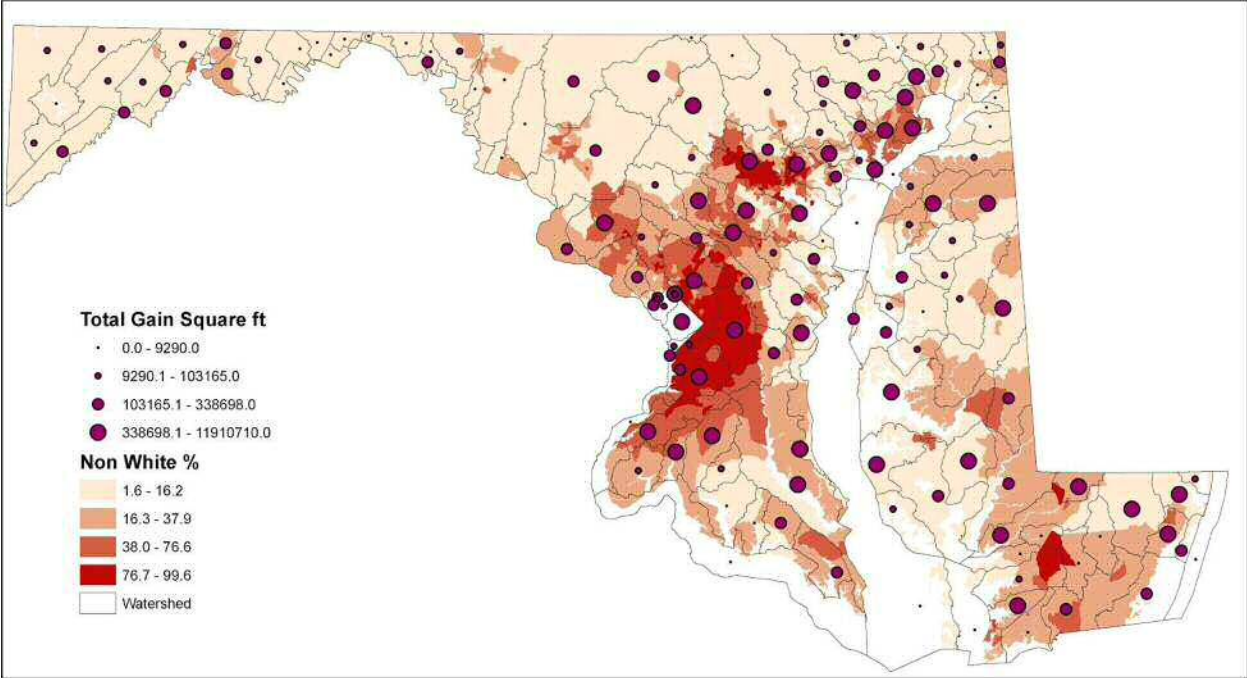 Total Gain Square ft
0.0 - 9290.0
9290.1 - 103165.0
103165.1 - 338698.0
338698.1 - 11910710.0
Non White %
1.6 - 16.2
16.3 - 37.9
38.0 - 76.6
76.7 - 99.6
Watershed